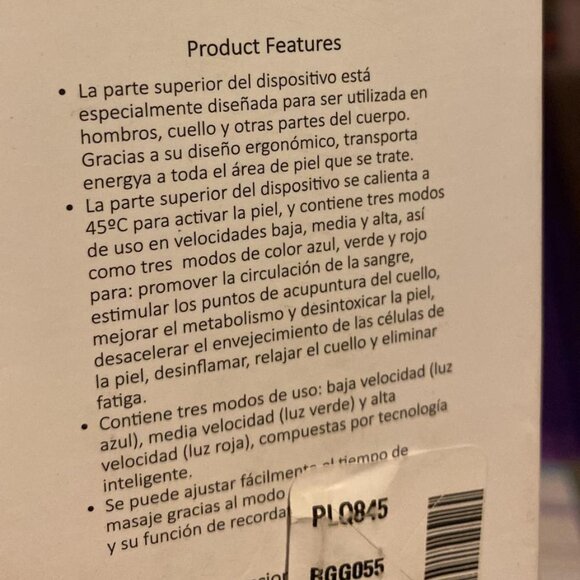 Product Features
• La parte superior del dispositivo está
especialmente diseñada para ser utilizada en
hombros, cuello y otras partes del cuerpo.
Gracias a su diseño ergonómico, transporta
energya a toda el área de piel que se trate.
• La parte superior del dispositivo se calienta a
45ºC para activar la piel, y contiene tres modos
de uso en velocidades baja, media y alta, así
como tres modos de color azul, verde y rojo
para: promover la circulación de la sangre,
estimular los puntos de acupuntura del cuello,
mejorar el metabolismo y desintoxicar la piel,
desacelerar el envejecimiento de las células de
la piel, desinflamar, relajar el cuello y eliminar
fatiga.
• Contiene tres modos de uso: baja velocidad (luz
azul), media velocidad (luz verde) y alta
velocidad (luz roja), compuestas por tecnología
inteligente.
• Se puede ajustar fácilmente el tiempo de
masaje gracias al modo
y su función de
PLQ845
BGG055